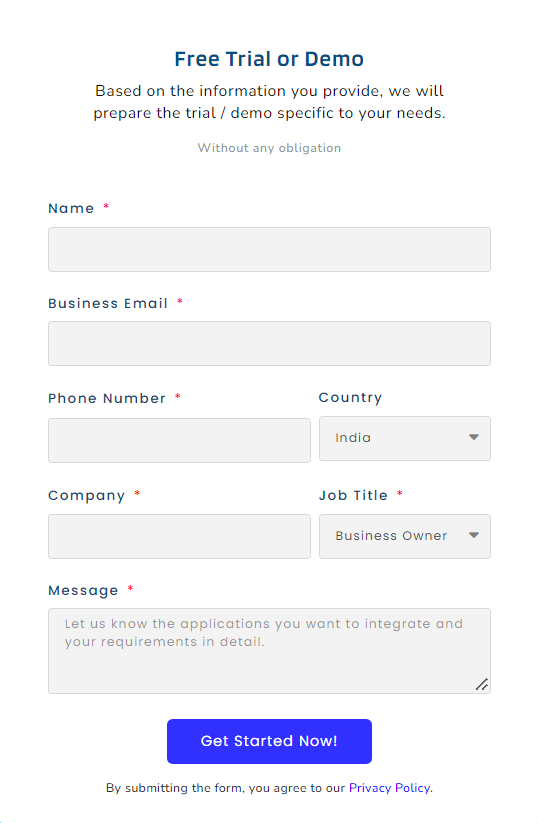 Free Trial or Demo
Based on the information you provide, we will
prepare the trial / demo specific to your needs.
Without any obligation
Name *
Business Email *
Phone Number *
Country
India
Company *
Job Title *
Business Owner
Message *
Let us know the applications you want to integrate and
your requirements in detail.
Get Started Now!
By submitting the form, you agree to our Privacy Policy.